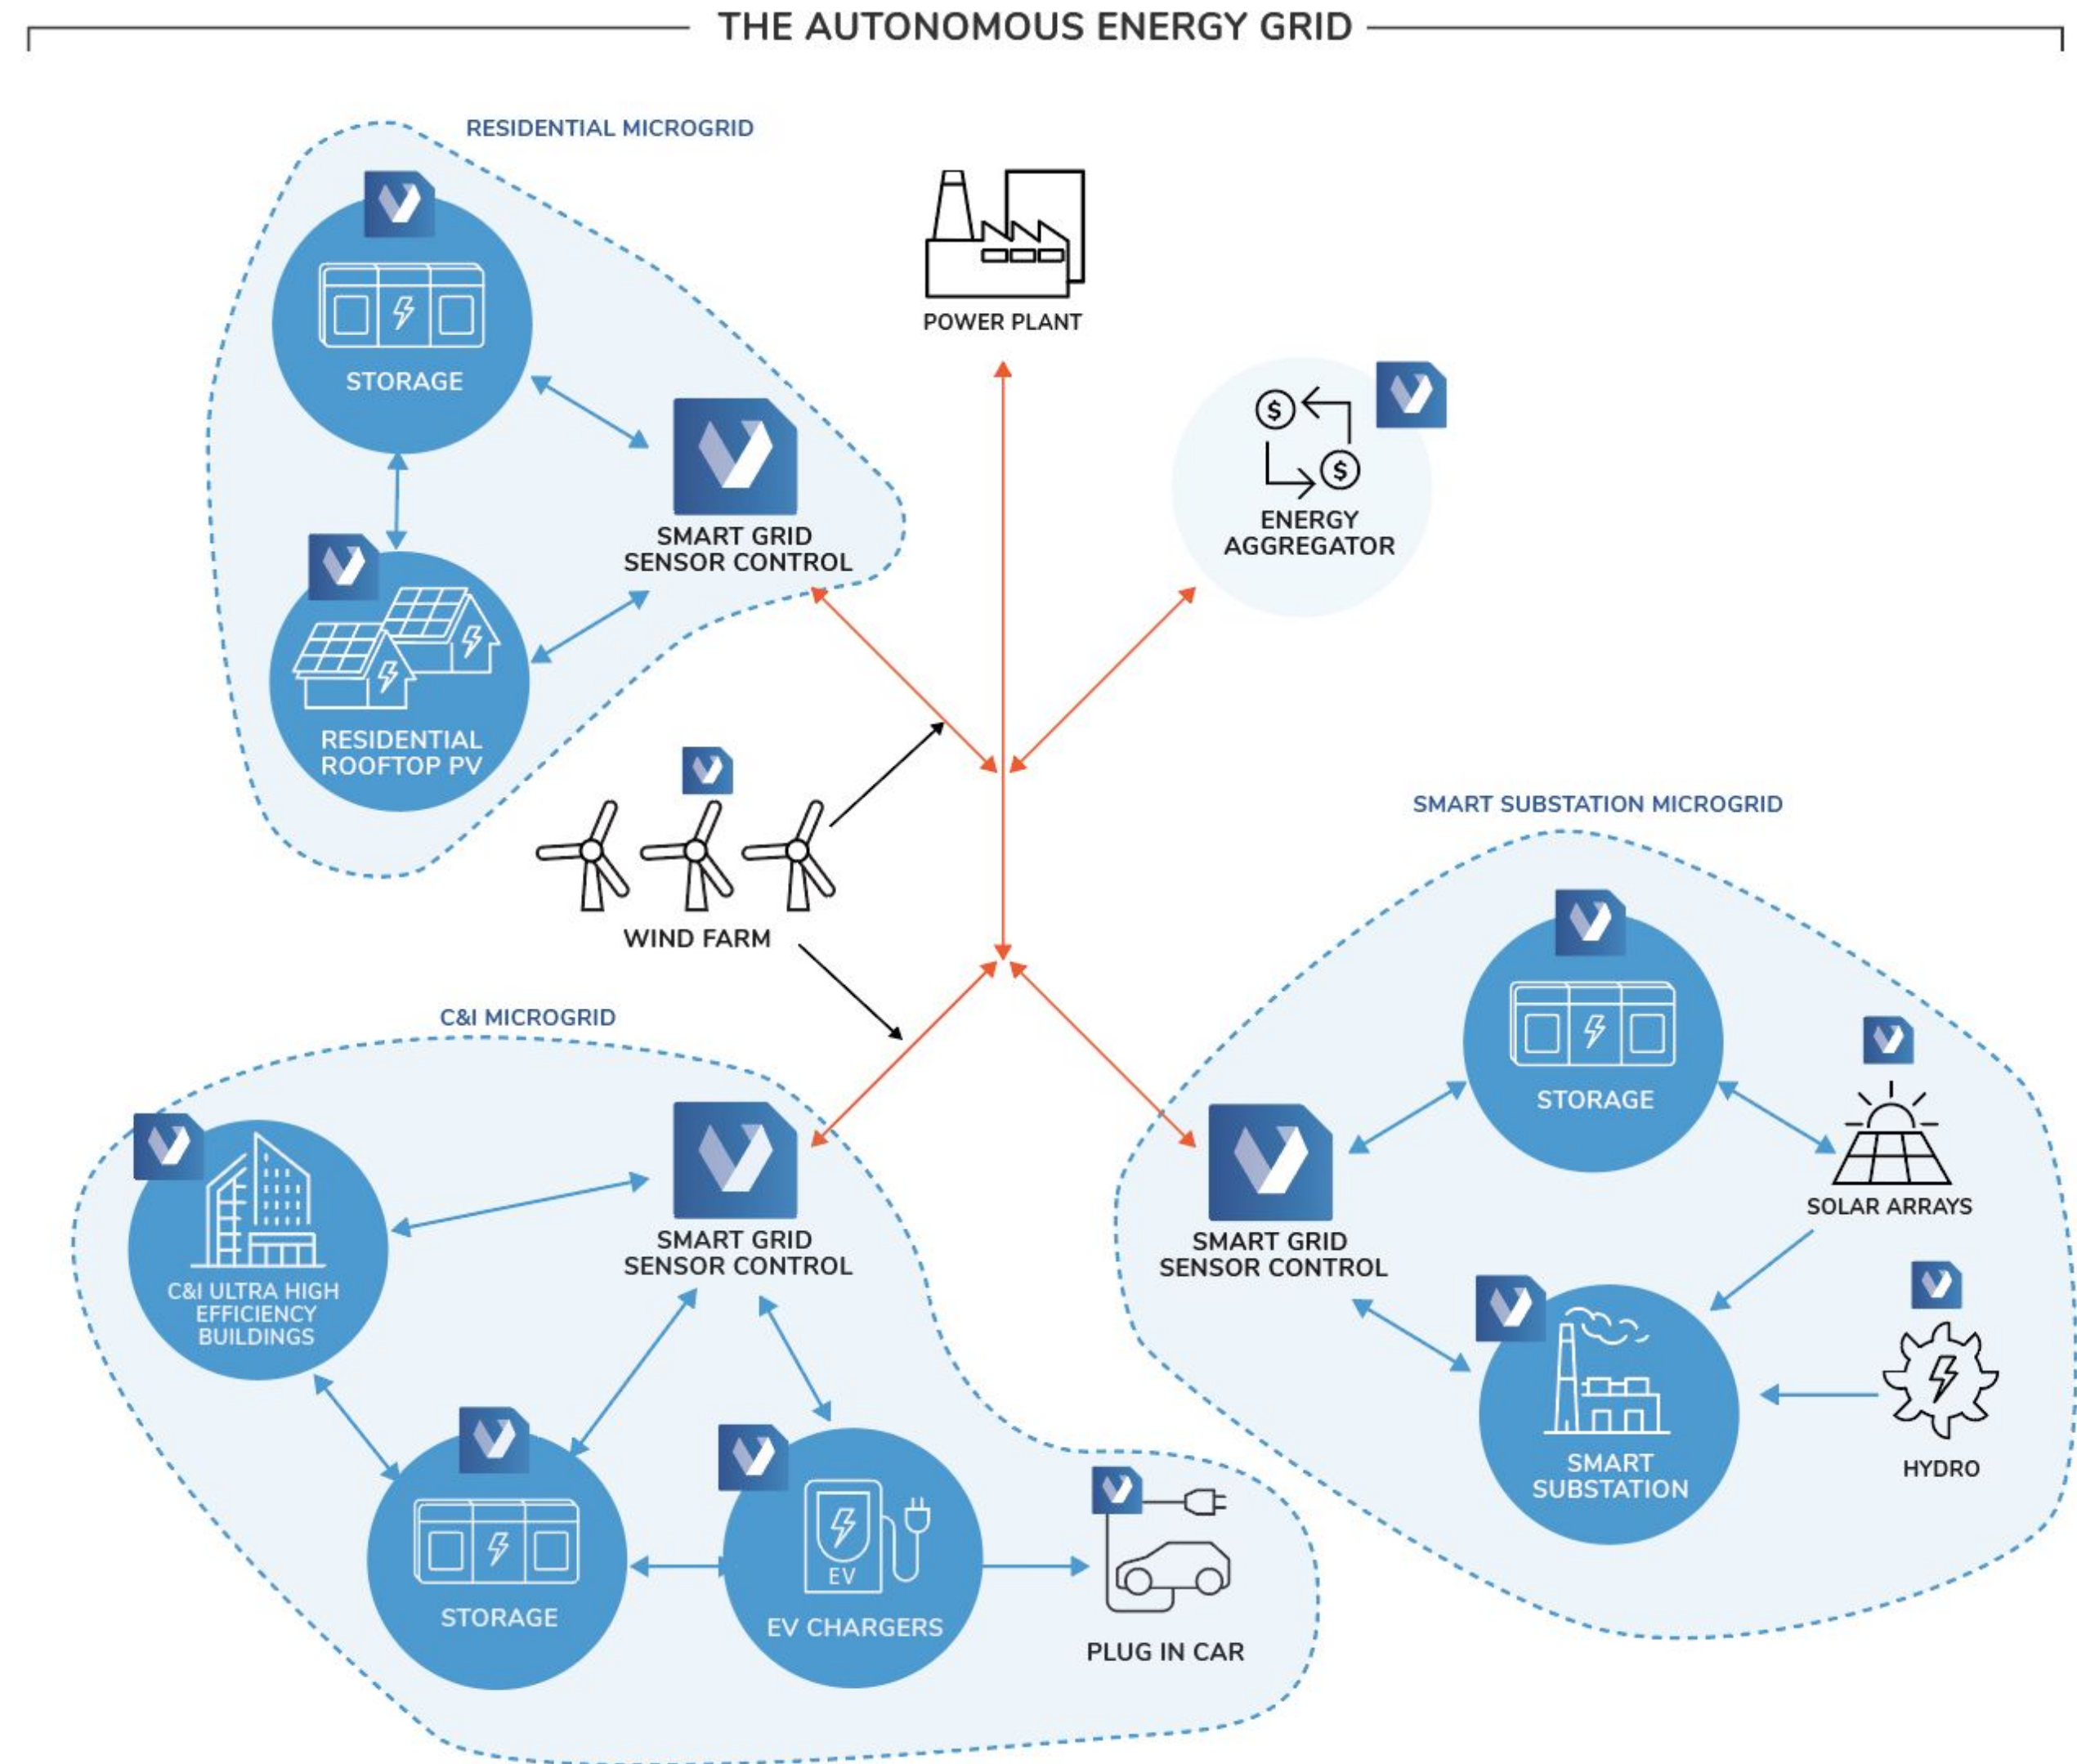 THE AUTONOMOUS ENERGY GRID
RESIDENTIAL MICROGRID
STORAGE
SMART GRID
SENSOR CONTROL
RESIDENTIAL
ROOFTOP PV
POWER PLANT
$
$
ENERGY
AGGREGATOR
WIND FARM
SMART SUBSTATION MICROGRID
STORAGE
SOLAR ARRAYS
SMART GRID
SENSOR CONTROL
SMART
SUBSTATION
HYDRO
C&I MICROGRID
C&I ULTRA HIGH
EFFICIENCY
BUILDINGS
SMART GRID
SENSOR CONTROL
STORAGE
EV
EV CHARGERS
PLUG IN CAR